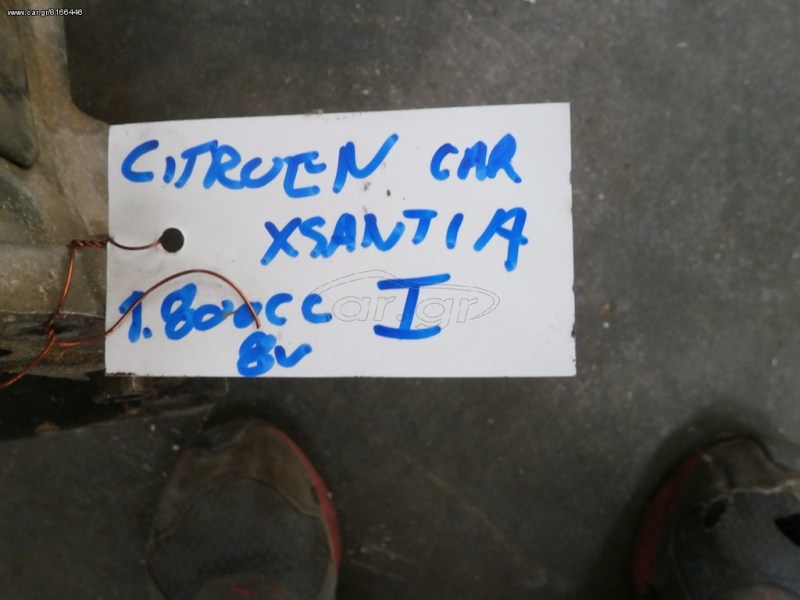 www.car.gr/8166446
CITROEN CAR
XSANTIA
1.800CC I
8V
car.gr